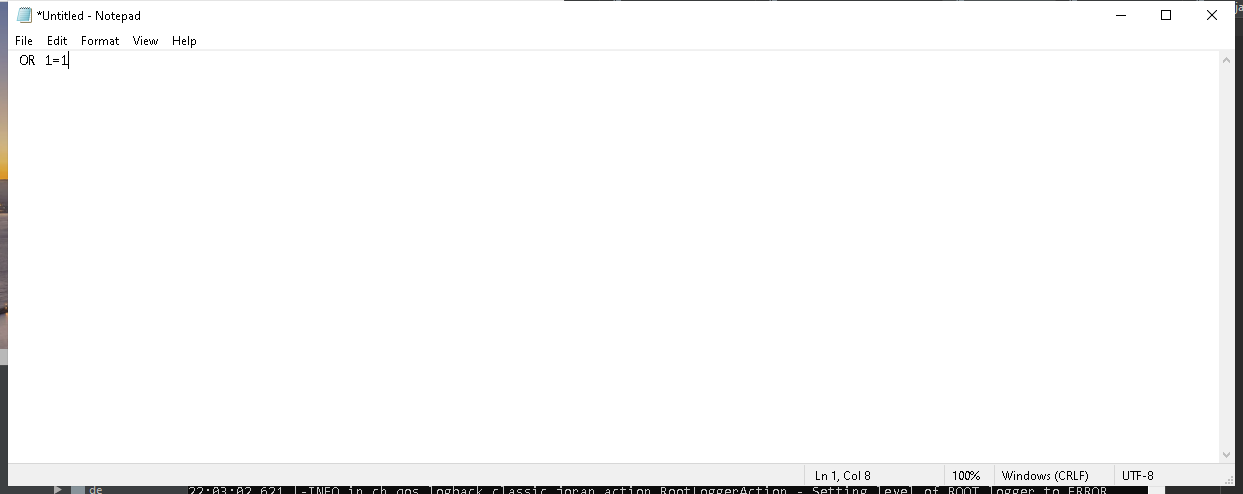 *Untitled - Notepad
File Edit Format View Help
OR 1=1
Ln 1, Col 8 100% Windows (CRLF) UTF-8
de 22:03:02,621 |-INFO in ch.qos.logback.classic.joran.action.RootLoggerAction - Setting level of ROOT logger to ERROR